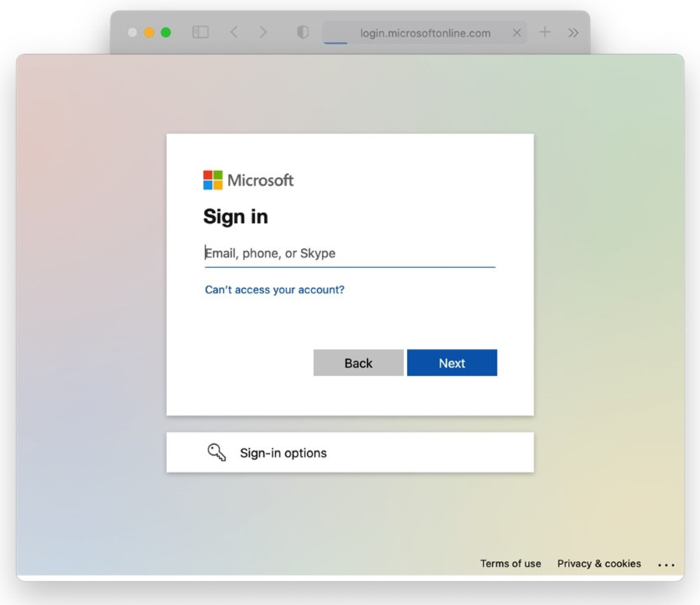 login.microsoftonline.com
Microsoft
Sign in
Email, phone, or Skype
Can't access your account?
Back Next
Sign-in options
Terms of use Privacy & cookies ...